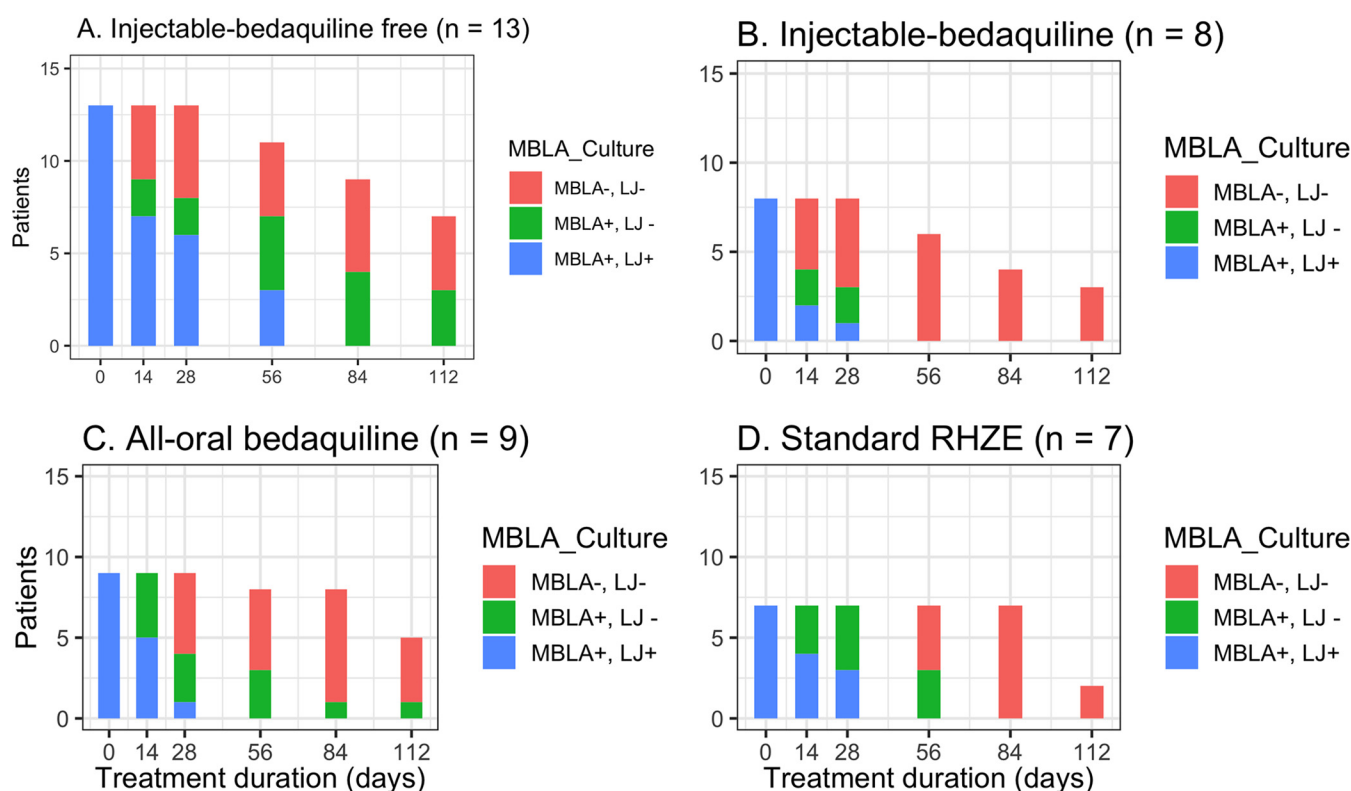 A. Injectable-bedaquiline free (n = 13)
15
10
5
0
Patients
0 14 28 56 84 112
MBLA_Culture
MBLA-, LJ-
MBLA+, LJ -
MBLA+, LJ+
B. Injectable-bedaquiline (n = 8)
15
10
5
0
0 14 28 56 84 112
MBLA_Culture
MBLA-, LJ-
MBLA+, LJ -
MBLA+, LJ+
C. All-oral bedaquiline (n = 9)
15
10
5
0
Patients
0 14 28 56 84 112
Treatment duration (days)
MBLA_Culture
MBLA-, LJ-
MBLA+, LJ -
MBLA+, LJ+
D. Standard RHZE (n = 7)
15
10
5
0
0 14 28 56 84 112
Treatment duration (days)
MBLA_Culture
MBLA-, LJ-
MBLA+, LJ -
MBLA+, LJ+